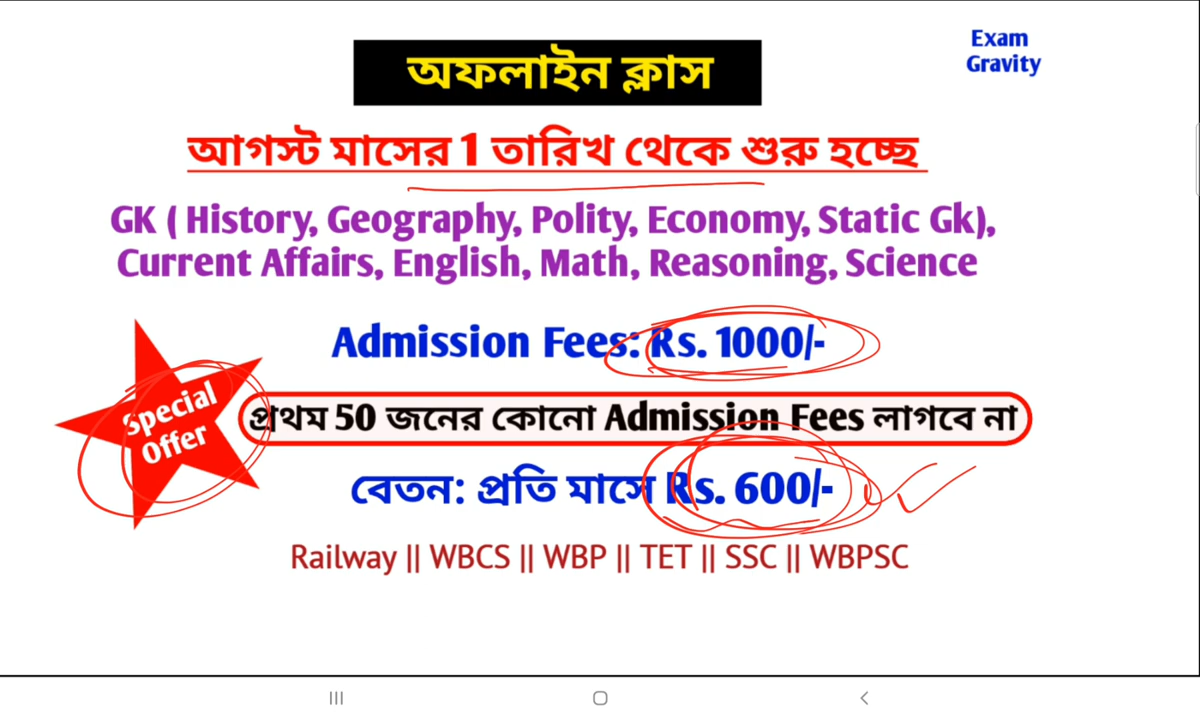 অফলাইন ক্লাস
Exam
Gravity
আগস্ট মাসের 1 তারিখ থেকে শুরু হচ্ছে
GK ( History, Geography, Polity, Economy, Static Gk),
Current Affairs, English, Math, Reasoning, Science
Admission Fees: Rs. 1000/-
Special
Offer
প্রথম 50 জনের কোনো Admission Fees লাগবে না
বেতন: প্রতি মাসে Rs. 600/-
Railway || WBCS || WBP || TET || SSC || WBPSC